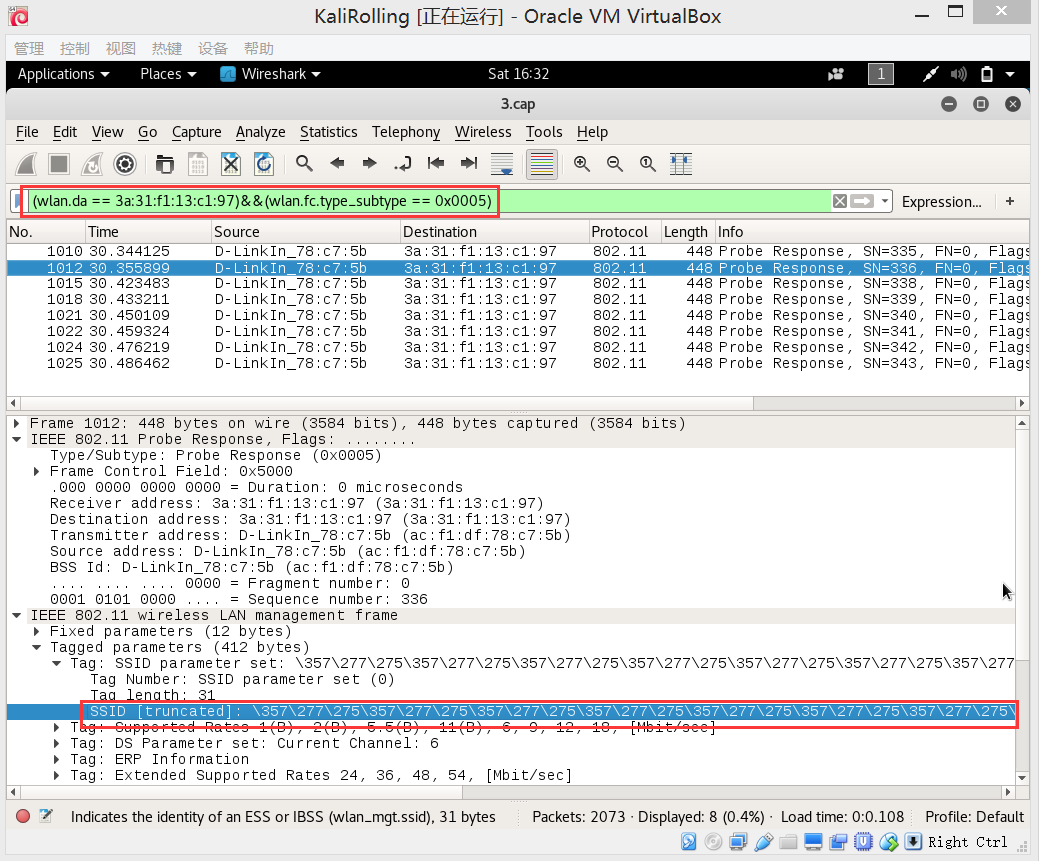 KaliRolling [正在运行] - Oracle VM VirtualBox
管理 控制 视图 热键 设备 帮助
Applications Places Wireshark Sat 16:32 1
3.cap
File Edit View Go Capture Analyze Statistics Telephony Wireless Tools Help
(wlan.da == 3a:31:f1:13:c1:97)&&(wlan.fc.type_subtype == 0x0005) Expression... +
No. Time Source Destination Protocol Length Info
1010 30.344125 D-LinkIn_78:c7:5b 3a:31:f1:13:c1:97 802.11 448 Probe Response, SN=335, FN=0, Flags
1012 30.355899 D-LinkIn_78:c7:5b 3a:31:f1:13:c1:97 802.11 448 Probe Response, SN=336, FN=0, Flags
1015 30.423483 D-LinkIn_78:c7:5b 3a:31:f1:13:c1:97 802.11 448 Probe Response, SN=338, FN=0, Flags
1018 30.433211 D-LinkIn_78:c7:5b 3a:31:f1:13:c1:97 802.11 448 Probe Response, SN=339, FN=0, Flags
1021 30.450109 D-LinkIn_78:c7:5b 3a:31:f1:13:c1:97 802.11 448 Probe Response, SN=340, FN=0, Flags
1022 30.459324 D-LinkIn_78:c7:5b 3a:31:f1:13:c1:97 802.11 448 Probe Response, SN=341, FN=0, Flags
1024 30.476219 D-LinkIn_78:c7:5b 3a:31:f1:13:c1:97 802.11 448 Probe Response, SN=342, FN=0, Flags
1025 30.486462 D-LinkIn_78:c7:5b 3a:31:f1:13:c1:97 802.11 448 Probe Response, SN=343, FN=0, Flags
Frame 1012: 448 bytes on wire (3584 bits), 448 bytes captured (3584 bits)
IEEE 802.11 Probe Response, Flags: ........
Type/Subtype: Probe Response (0x0005)
Frame Control Field: 0x5000
.000 0000 0000 0000 = Duration: 0 microseconds
Receiver address: 3a:31:f1:13:c1:97 (3a:31:f1:13:c1:97)
Destination address: 3a:31:f1:13:c1:97 (3a:31:f1:13:c1:97)
Transmitter address: D-LinkIn_78:c7:5b (ac:f1:df:78:c7:5b)
Source address: D-LinkIn_78:c7:5b (ac:f1:df:78:c7:5b)
BSS Id: D-LinkIn_78:c7:5b (ac:f1:df:78:c7:5b)
.... .... .... 0000 = Fragment number: 0
0001 0101 0000 .... = Sequence number: 336
IEEE 802.11 wireless LAN management frame
Fixed parameters (12 bytes)
Tagged parameters (412 bytes)
Tag: SSID parameter set: \357\277\275\357\277\275\357\277\275\357\277\275\357\277\275\357\277\275\357\277\275\357\277\275\357\277
Tag Number: SSID parameter set (0)
Tag length: 31
SSID [truncated]: \357\277\275\357\277\275\357\277\275\357\277\275\357\277\275\357\277\275\357\277\275\357\277\275\357\277\275\
Tag: Supported Rates 1(B), 2(B), 5.5(B), 11(B), 6, 9, 12, 18, [Mbit/sec]
Tag: DS Parameter set: Current Channel: 6
Tag: ERP Information
Tag: Extended Supported Rates 24, 36, 48, 54, [Mbit/sec]
Indicates the identity of an ESS or IBSS (wlan_mgt.ssid), 31 bytes Packets: 2073 · Displayed: 8 (0.4%) · Load time: 0:0.108 Profile: Default
Right Ctrl